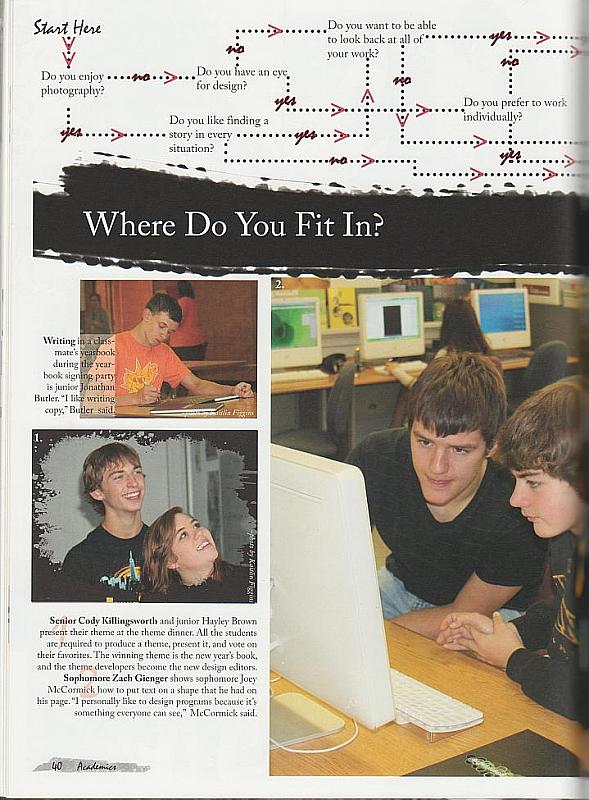 Start Here
Do you enjoy
photography?
no
Do you have an eye
for design?
no
Do you want to be able
to look back at all of
your work?
yes
no
no
yes
Do you prefer to work
individually?
yes
Do you like finding a
story in every
situation?
yes
no
yes
Where Do You Fit In?
Writing in a class-
mate's yearbook
during the year-
book signing party
is junior Jonathan
Butler. "I like writing
copy," Butler said.
photo by Kaitlin Figgins
1.
photo by Kaitlin Figgins
2.
Senior Cody Killingsworth and junior Hayley Brown
present their theme at the theme dinner. All the students
are required to produce a theme, present it, and vote on
their favorites. The winning theme is the new year's book,
and the theme developers become the new design editors.
Sophomore Zach Gienger shows sophomore Joey
McCormick how to put text on a shape that he had on
his page. "I personally like to design programs because it's
something everyone can see," McCormick said.
1
2
40 Academics